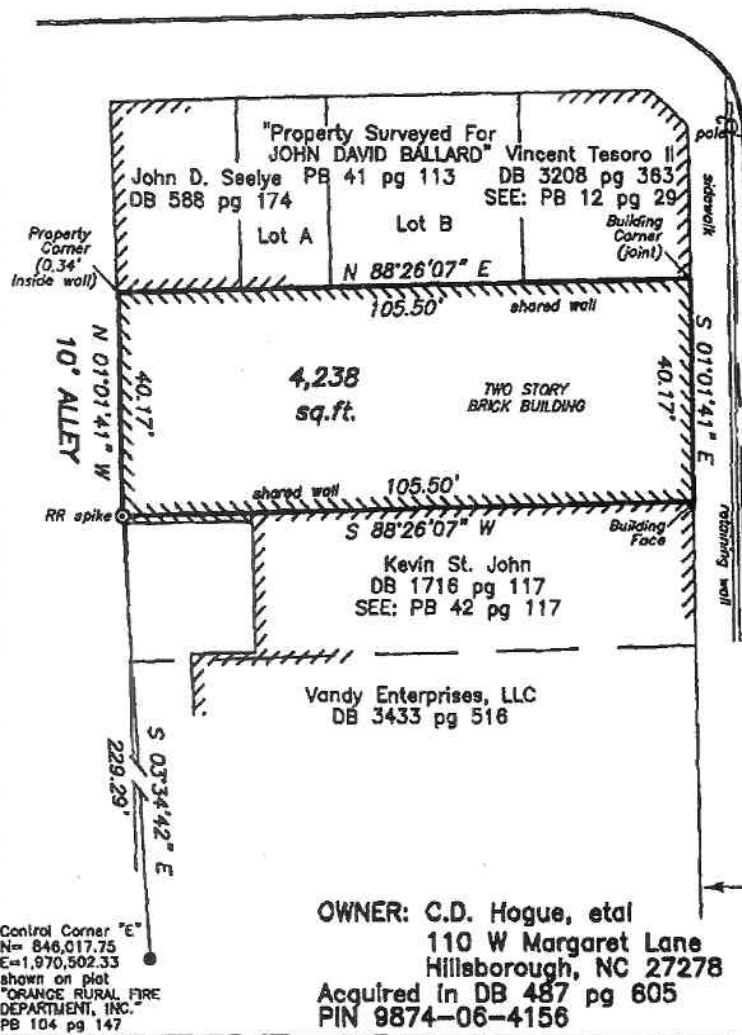 "Property Surveyed For
JOHN DAVID BALLARD"
John D. Seelye
DB 588 pg 174
PB 41 pg 113
Vincent Tesoro II
DB 3208 pg 363
SEE: PB 12 pg 29
pole
sidewalk
Lot A
Lot B
Property
Corner
(0.34'
inside wall)
Building
Corner
(joint)
N 88°26'07" E
105.50'
shared wall
N 01°01'41" W
10' ALLEY
40.17'
4,238
sq.ft.
TWO STORY
BRICK BUILDING
40.17'
S 01°01'41" E
shared wall
105.50'
RR spike
S 88°26'07" W
Building
Face
retaining wall
Kevin St. John
DB 1716 pg 117
SEE: PB 42 pg 117
Vandy Enterprises, LLC
DB 3433 pg 516
S 03°34'42" E
229.29'
Control Corner "E"
N= 846,017.75
E=1,970,502.33
shown on plat
"ORANGE RURAL FIRE
DEPARTMENT, INC."
PB 104 pg 147
OWNER: C.D. Hogue, etal
110 W Margaret Lane
Hillsborough, NC 27278
Acquired in DB 487 pg 605
PIN 9874-06-4156